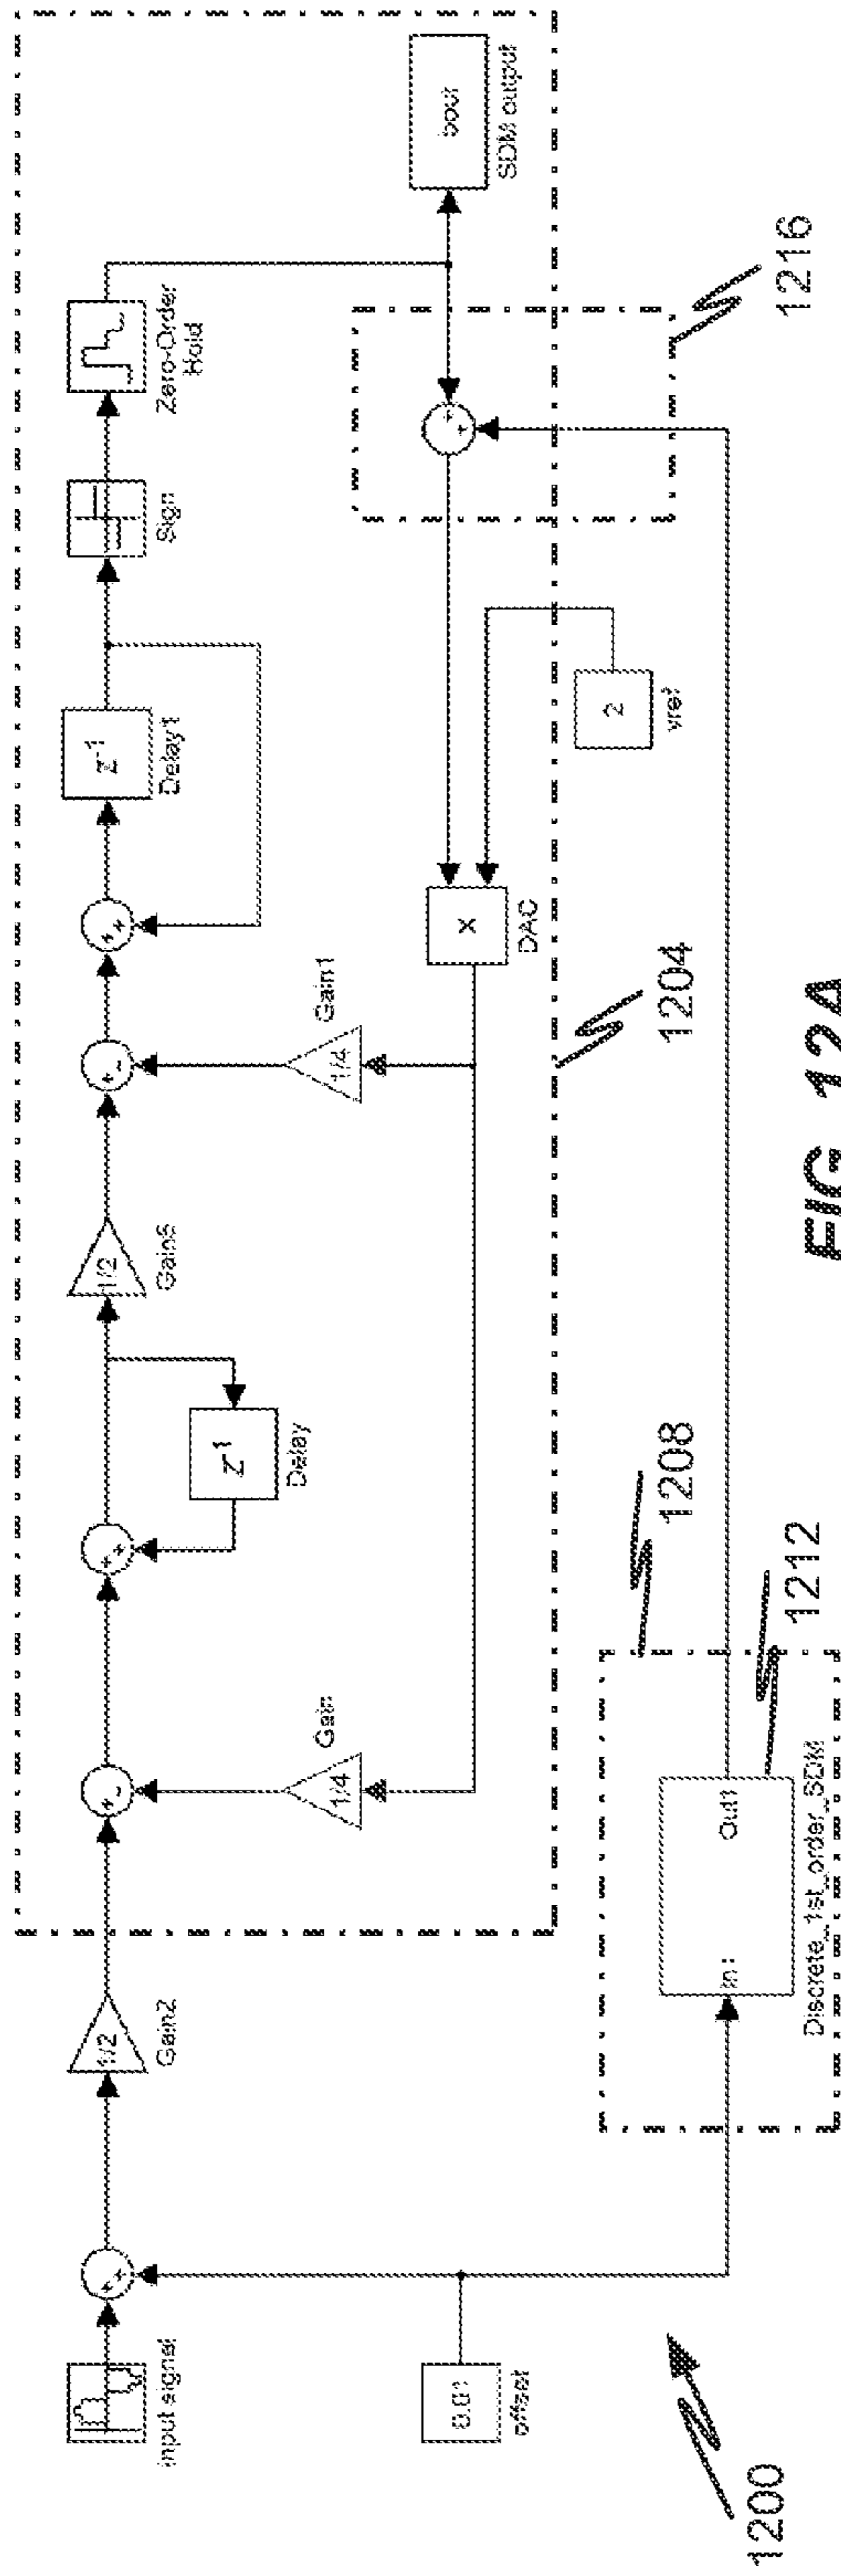 input signal
+
+
Gain2
1/2
+
-
Gain
1/4
+
+
z-1
Delay
1/2
+
-
Gain1
1/4
+
+
z-1
Delay1
Sign
Zero-Order
Hold
bout
SDM output
+
+
x
DAC
2
vref
0.01
offset
In1
Out1
Discrete_1st_order_SDM
1200
1204
1208
1212
1216
FIG. 12A